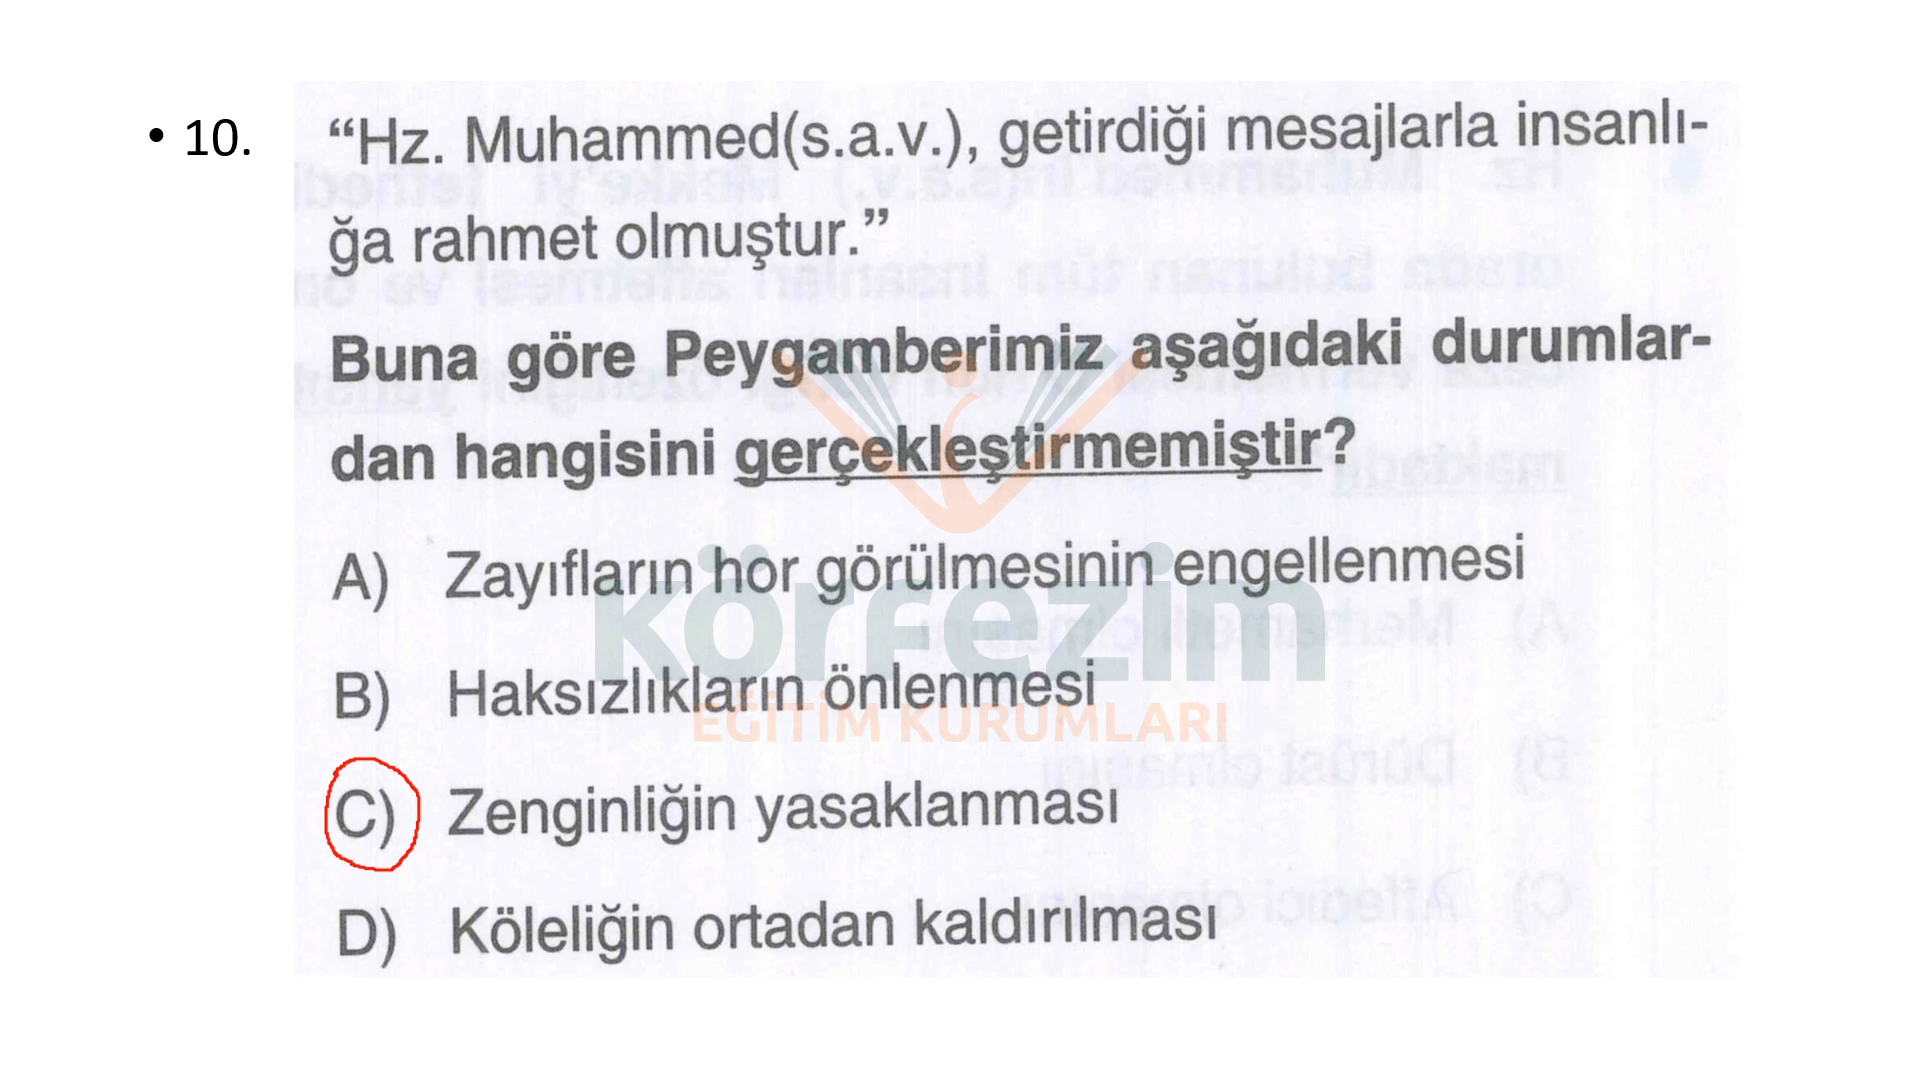 • 10.
“Hz. Muhammed(s.a.v.), getirdiği mesajlarla insanlı-
ğa rahmet olmuştur.”
Buna göre Peygamberimiz aşağıdaki durumlar-
dan hangisini gerçekleştirmemiştir?
A) Zayıfların hor görülmesinin engellenmesi
B) Haksızlıkların önlenmesi
C) Zenginliğin yasaklanması
D) Köleliğin ortadan kaldırılması
körfezim
EĞİTİM KURUMLARI